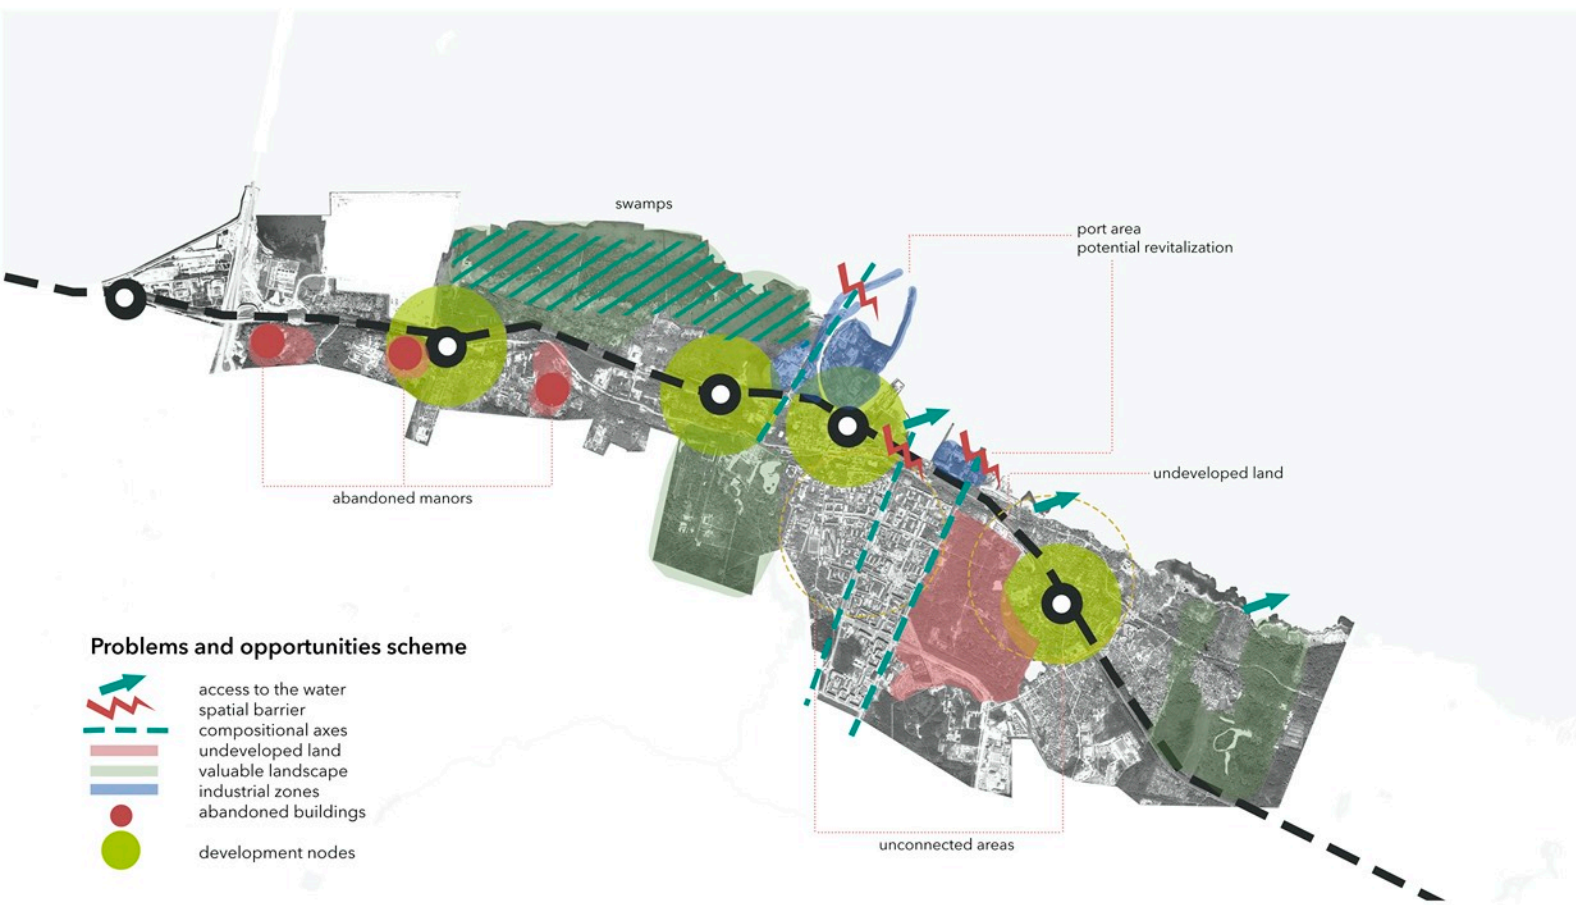 swamps
port area
potential revitalization
undeveloped land
abandoned manors
Problems and opportunities scheme
access to the water
spatial barrier
compositional axes
undeveloped land
valuable landscape
industrial zones
abandoned buildings
development nodes
unconnected areas